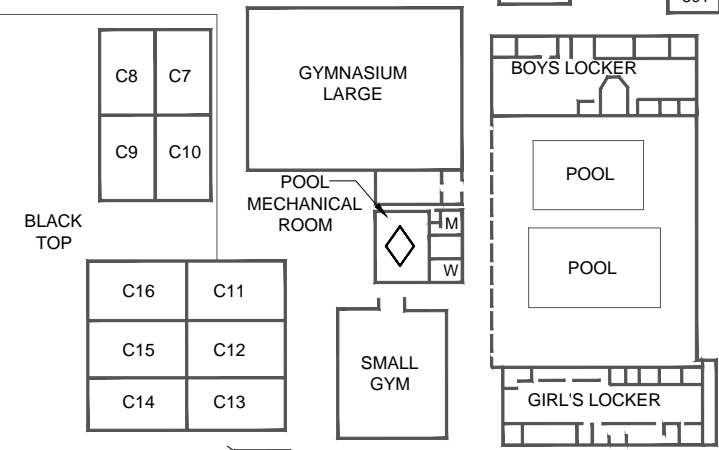 C8
C7
C9
C10
GYMNASIUM
LARGE
BOYS LOCKER
POOL
MECHANICAL
ROOM
M
W
POOL
POOL
BLACK
TOP
C16
C11
C15
C12
C14
C13
SMALL
GYM
GIRL'S LOCKER